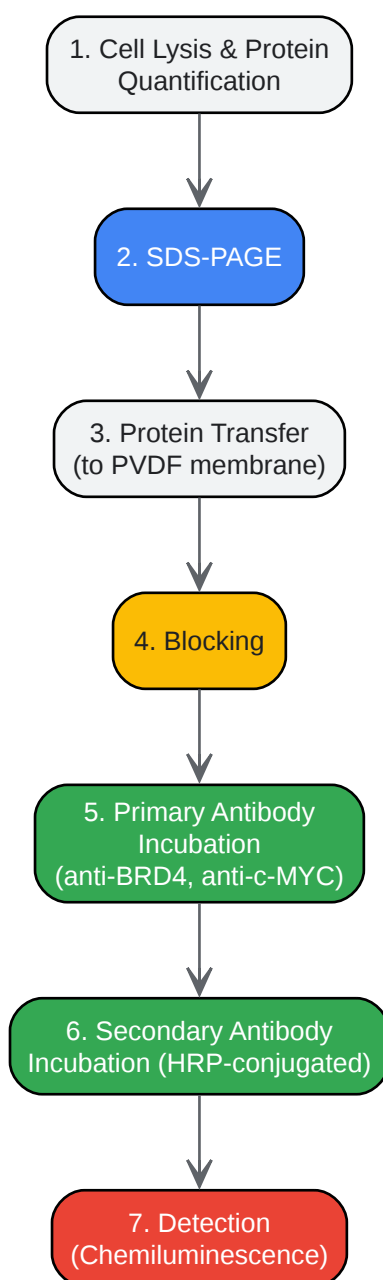 1. Cell Lysis & Protein
Quantification
2. SDS-PAGE
3. Protein Transfer
(to PVDF membrane)
4. Blocking
5. Primary Antibody
Incubation
(anti-BRD4, anti-c-MYC)
6. Secondary Antibody
Incubation (HRP-conjugated)
7. Detection
(Chemiluminescence)